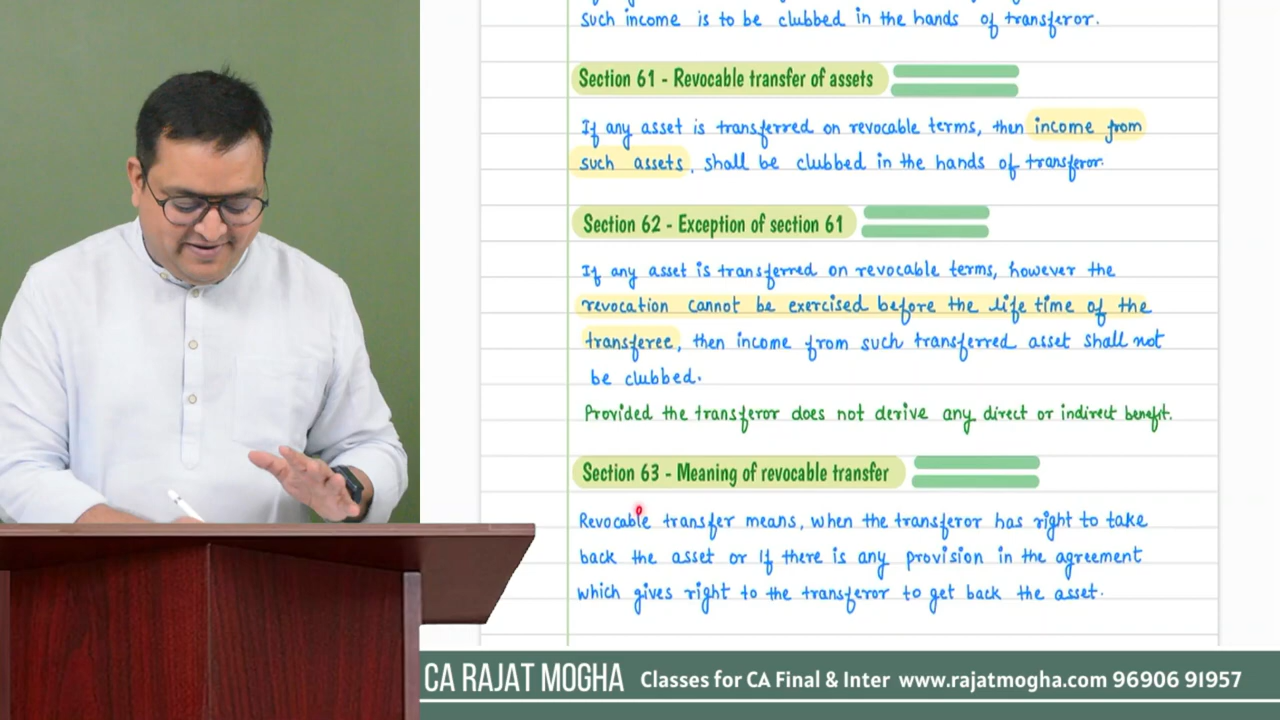 such income is to be clubbed in the hands of transferor.
Section 61 - Revocable transfer of assets
If any asset is transferred on revocable terms, then income from
such assets, shall be clubbed in the hands of transferor.
Section 62 - Exception of section 61
If any asset is transferred on revocable terms, however the
revocation cannot be exercised before the life time of the
transferee, then income from such transferred asset shall not
be clubbed.
Provided the transferor does not derive any direct or indirect benefit.
Section 63 - Meaning of revocable transfer
Revocable transfer means, when the transferor has right to take
back the asset or If there is any provision in the agreement
which gives right to the transferor to get back the asset.
CA RAJAT MOGHA Classes for CA Final & Inter www.rajatmogha.com 96906 91957